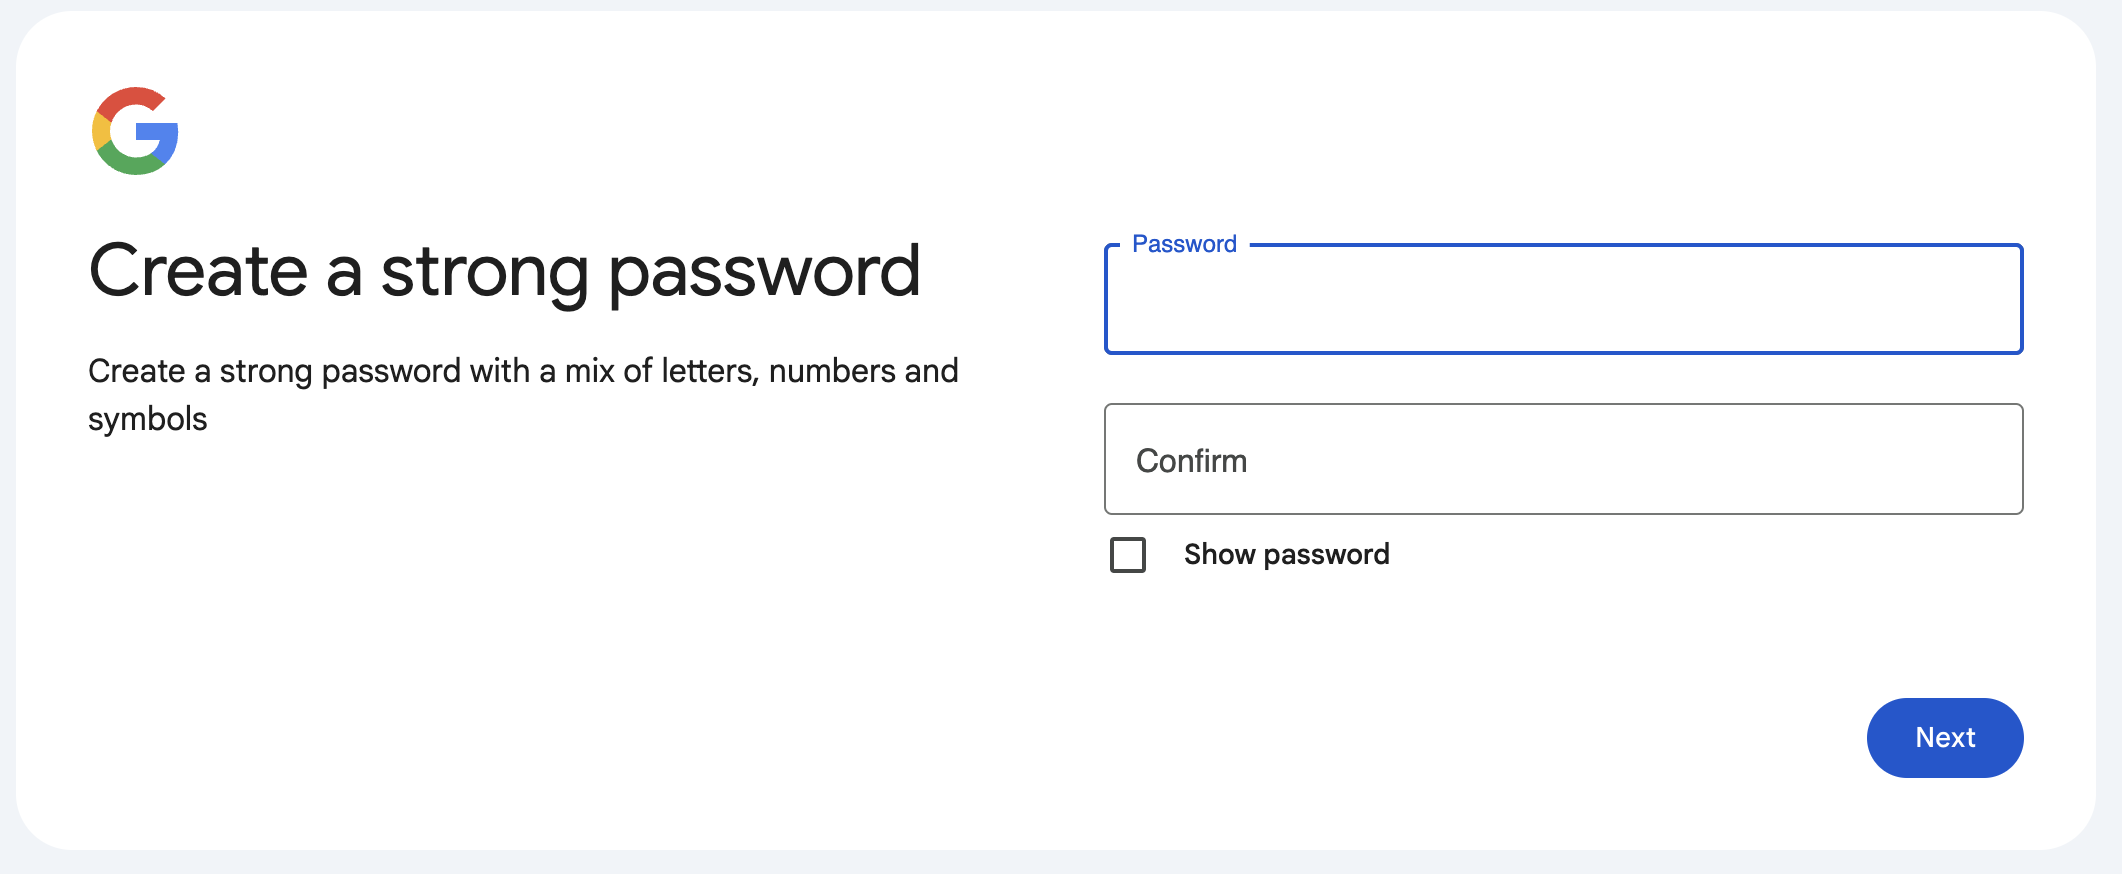 Create a strong password
Create a strong password with a mix of letters, numbers and
symbols
Password
Confirm
Show password
Next